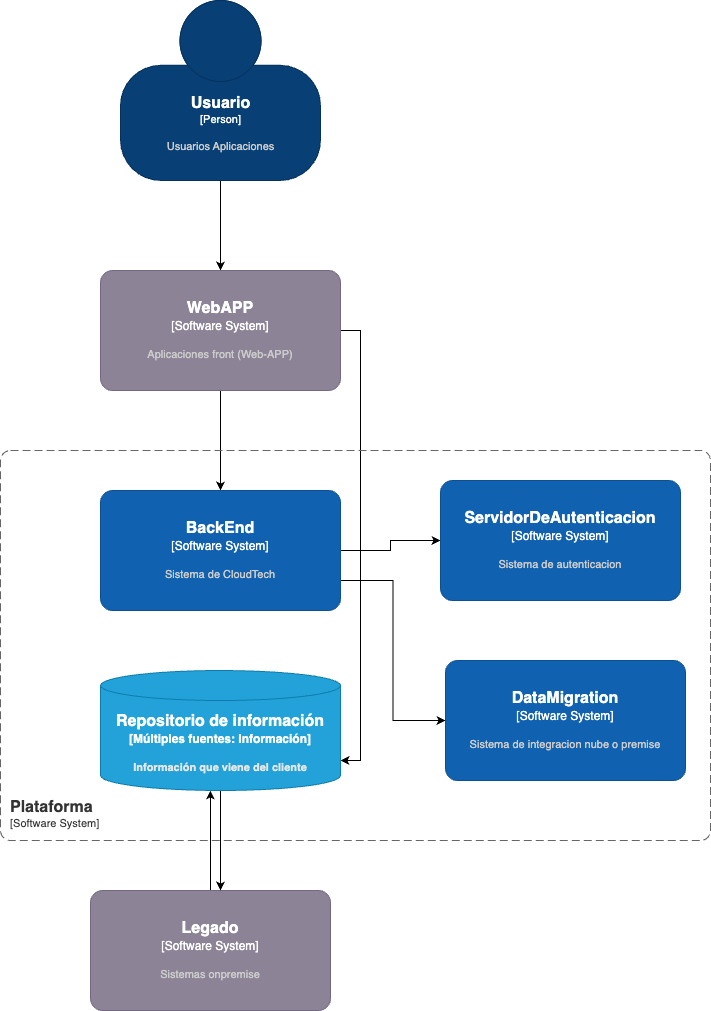 Usuario
[Person]
Usuarios Aplicaciones
WebAPP
[Software System]
Aplicaciones front (Web-APP)
BackEnd
[Software System]
Sistema de CloudTech
ServidorDeAutenticacion
[Software System]
Sistema de autenticacion
DataMigration
[Software System]
Sistema de integracion nube o premise
Repositorio de información
[Múltiples fuentes: Información]
Información que viene del cliente
Plataforma
[Software System]
Legado
[Software System]
Sistemas onpremise